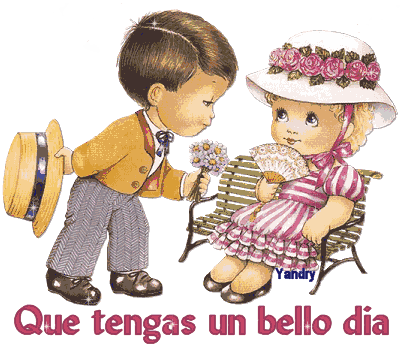 Yandry
Que tengas un bello dia